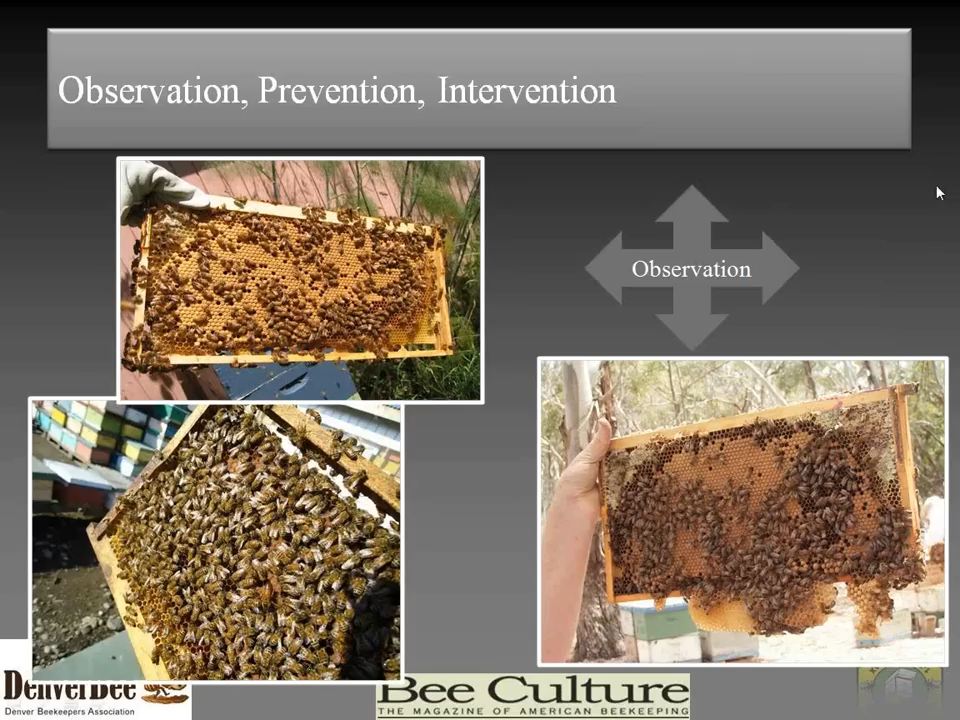 Observation, Prevention, Intervention
Observation
DenverBee
Denver Beekeepers Association
Bee Culture
THE MAGAZINE OF AMERICAN BEEKEEPING